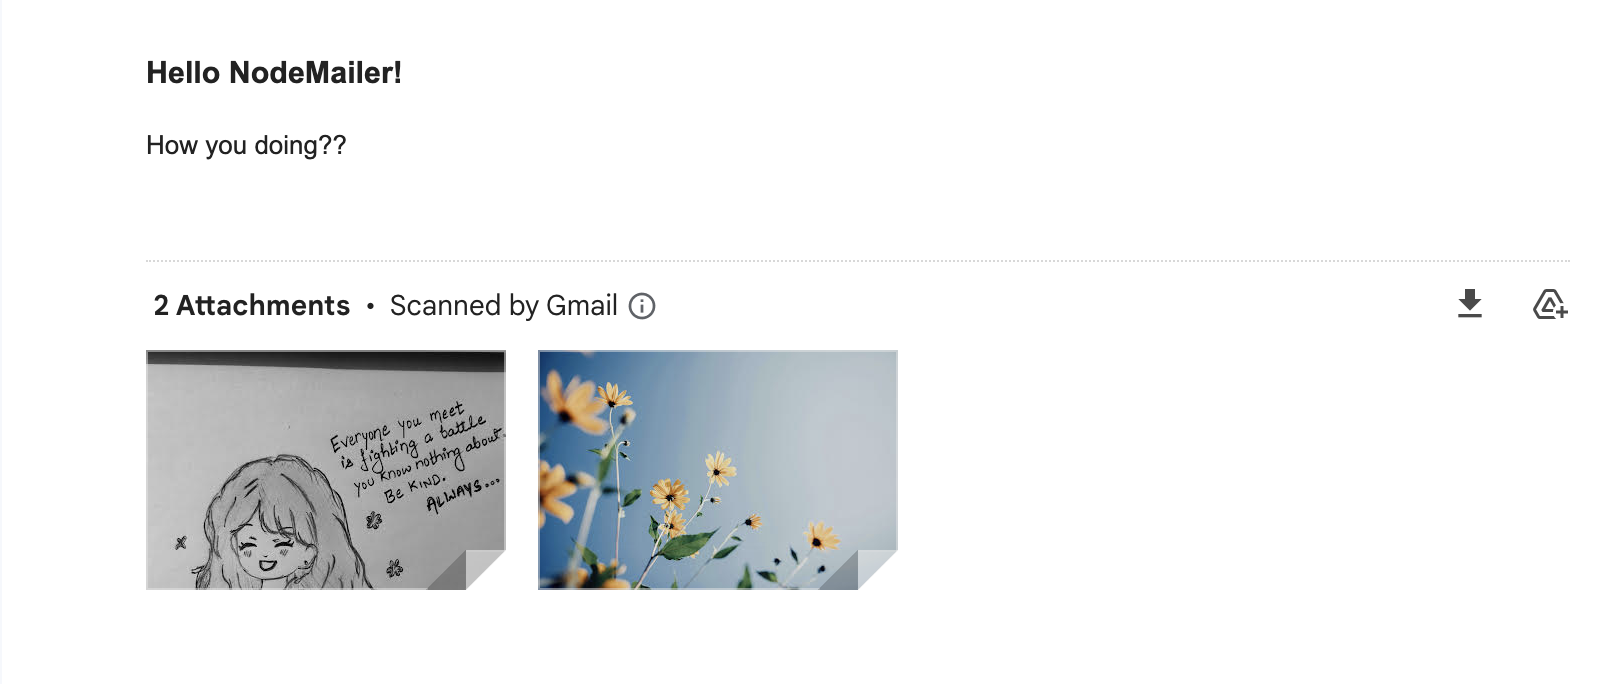 Hello NodeMailer!
How you doing??
2 Attachments • Scanned by Gmail
Everyone you meet
is fighting a battle
you know nothing about.
BE KIND.
ALWAYS...